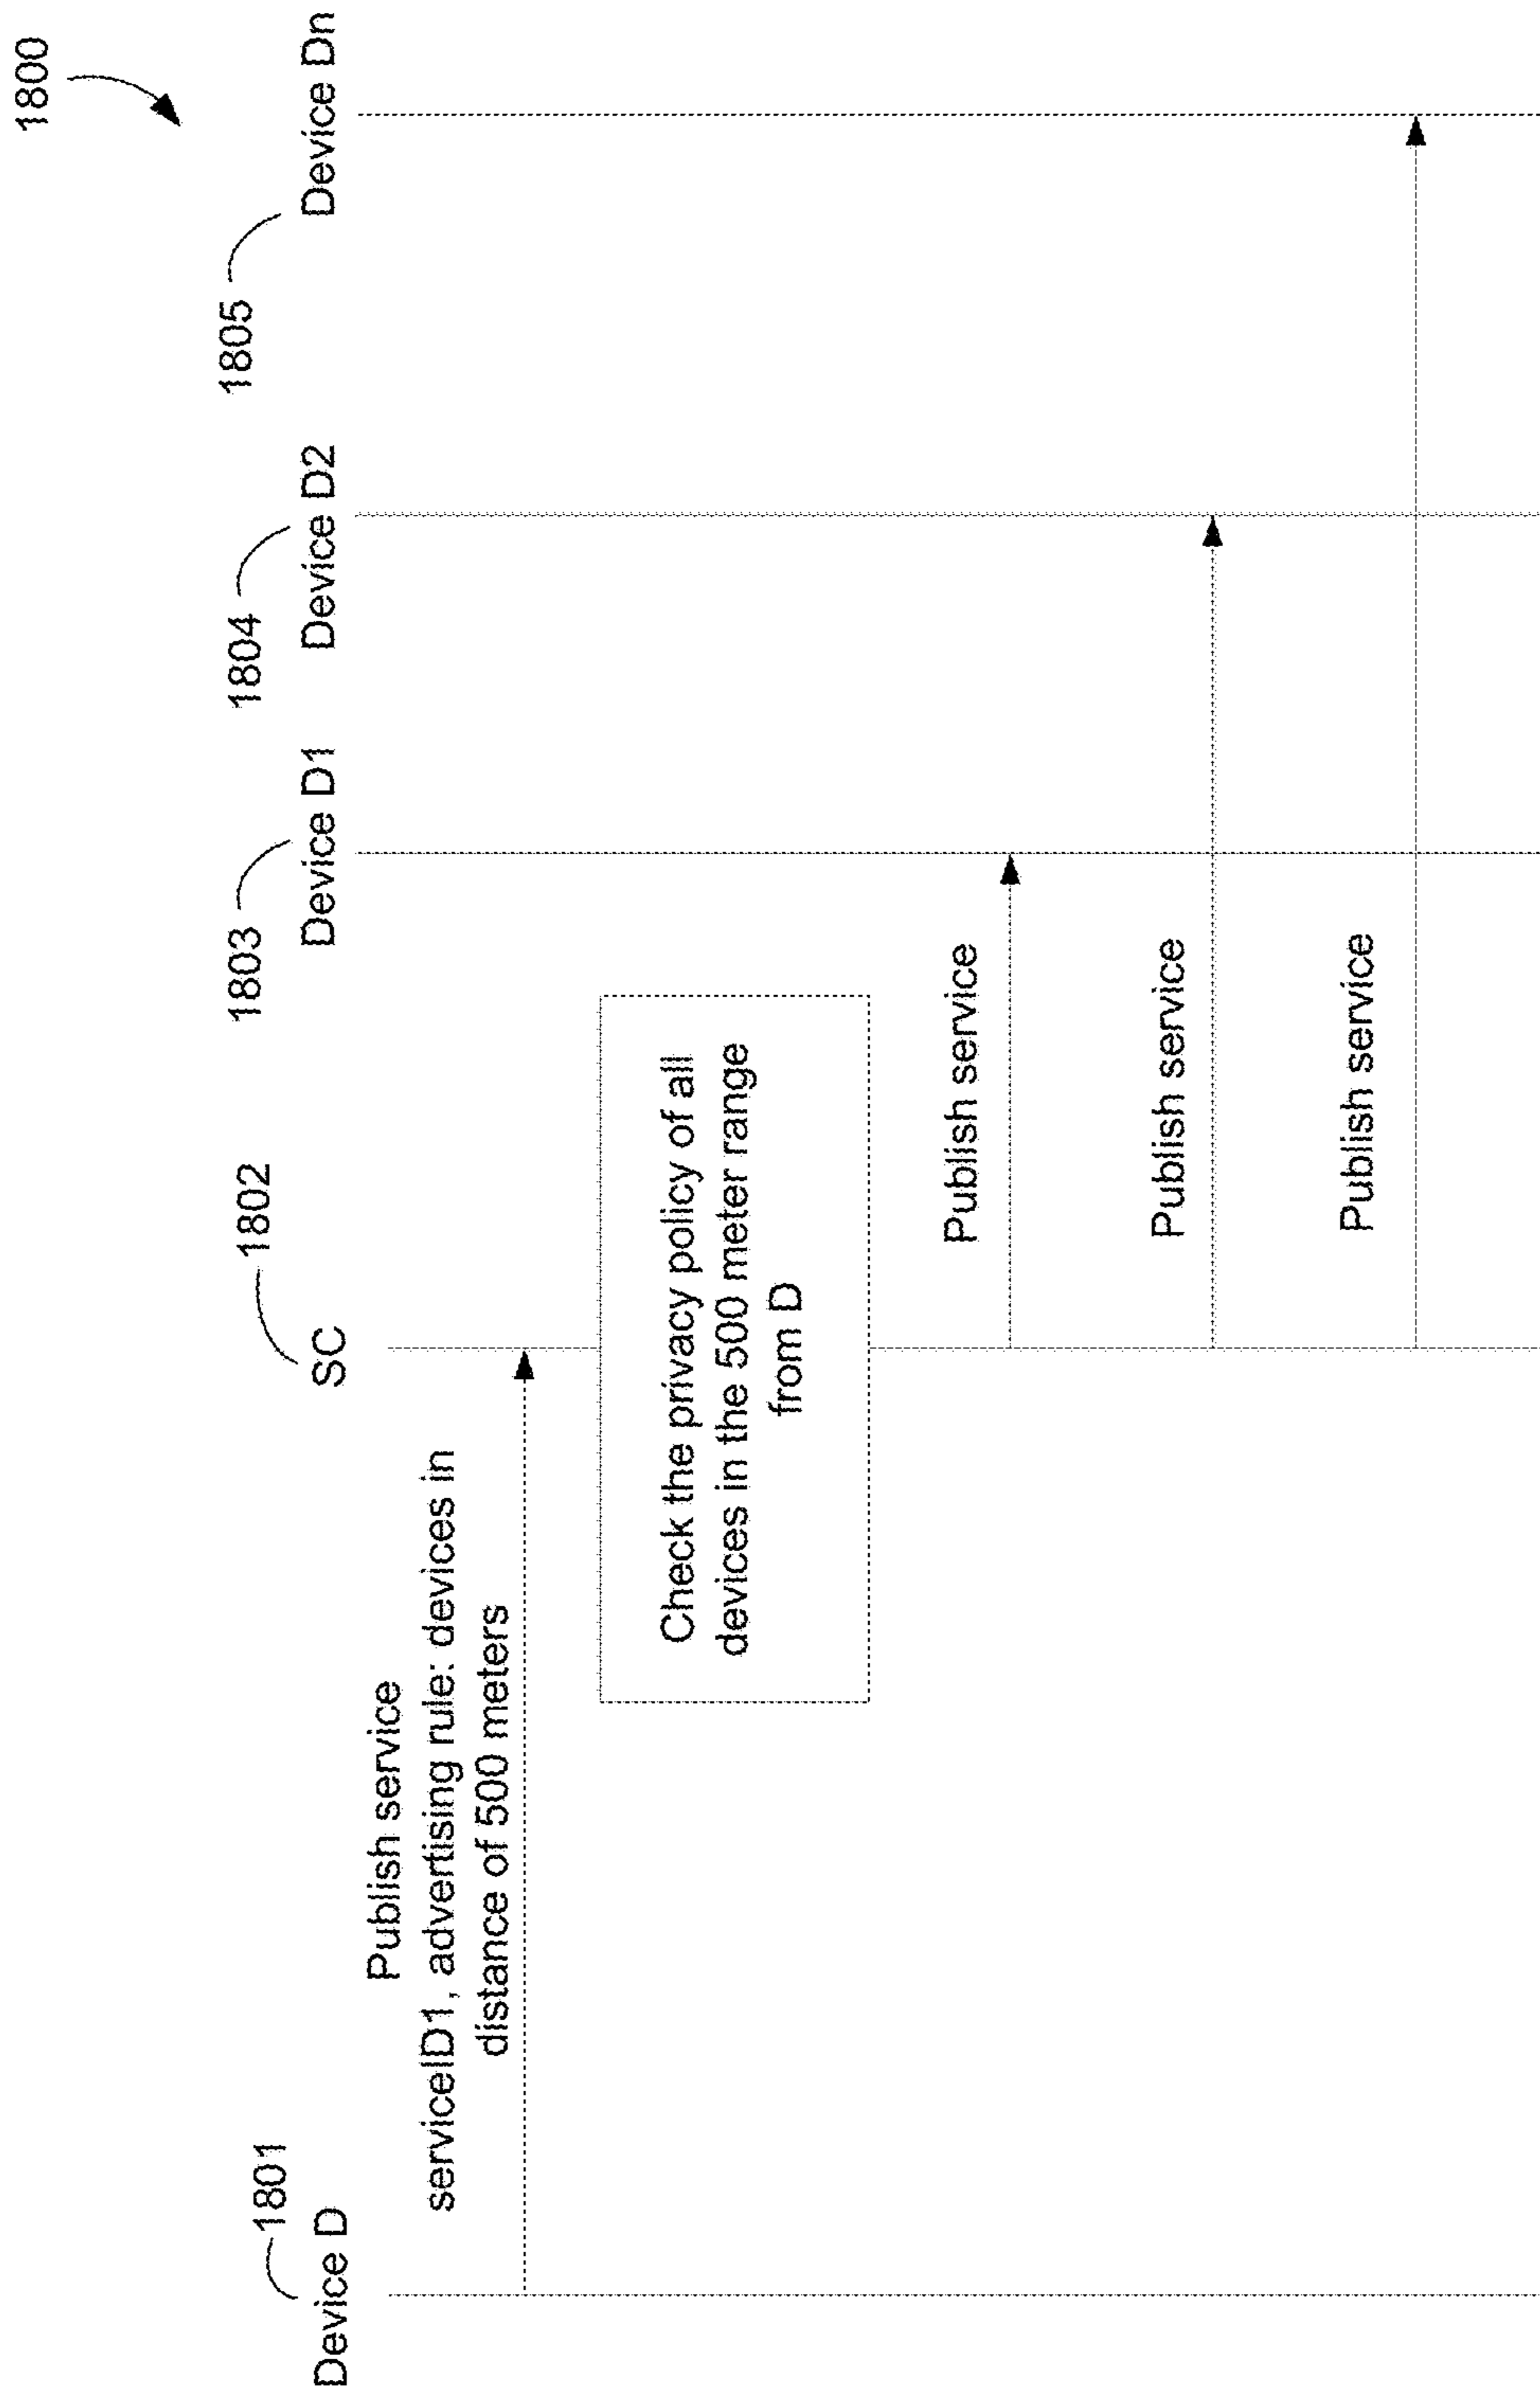 1800
1801
Device D
1802
SC
1803
Device D1
1804
Device D2
1805
Device Dn
Publish service
serviceID1, advertising rule: devices in
distance of 500 meters
Check the privacy policy of all
devices in the 500 meter range
from D
Publish service
Publish service
Publish service